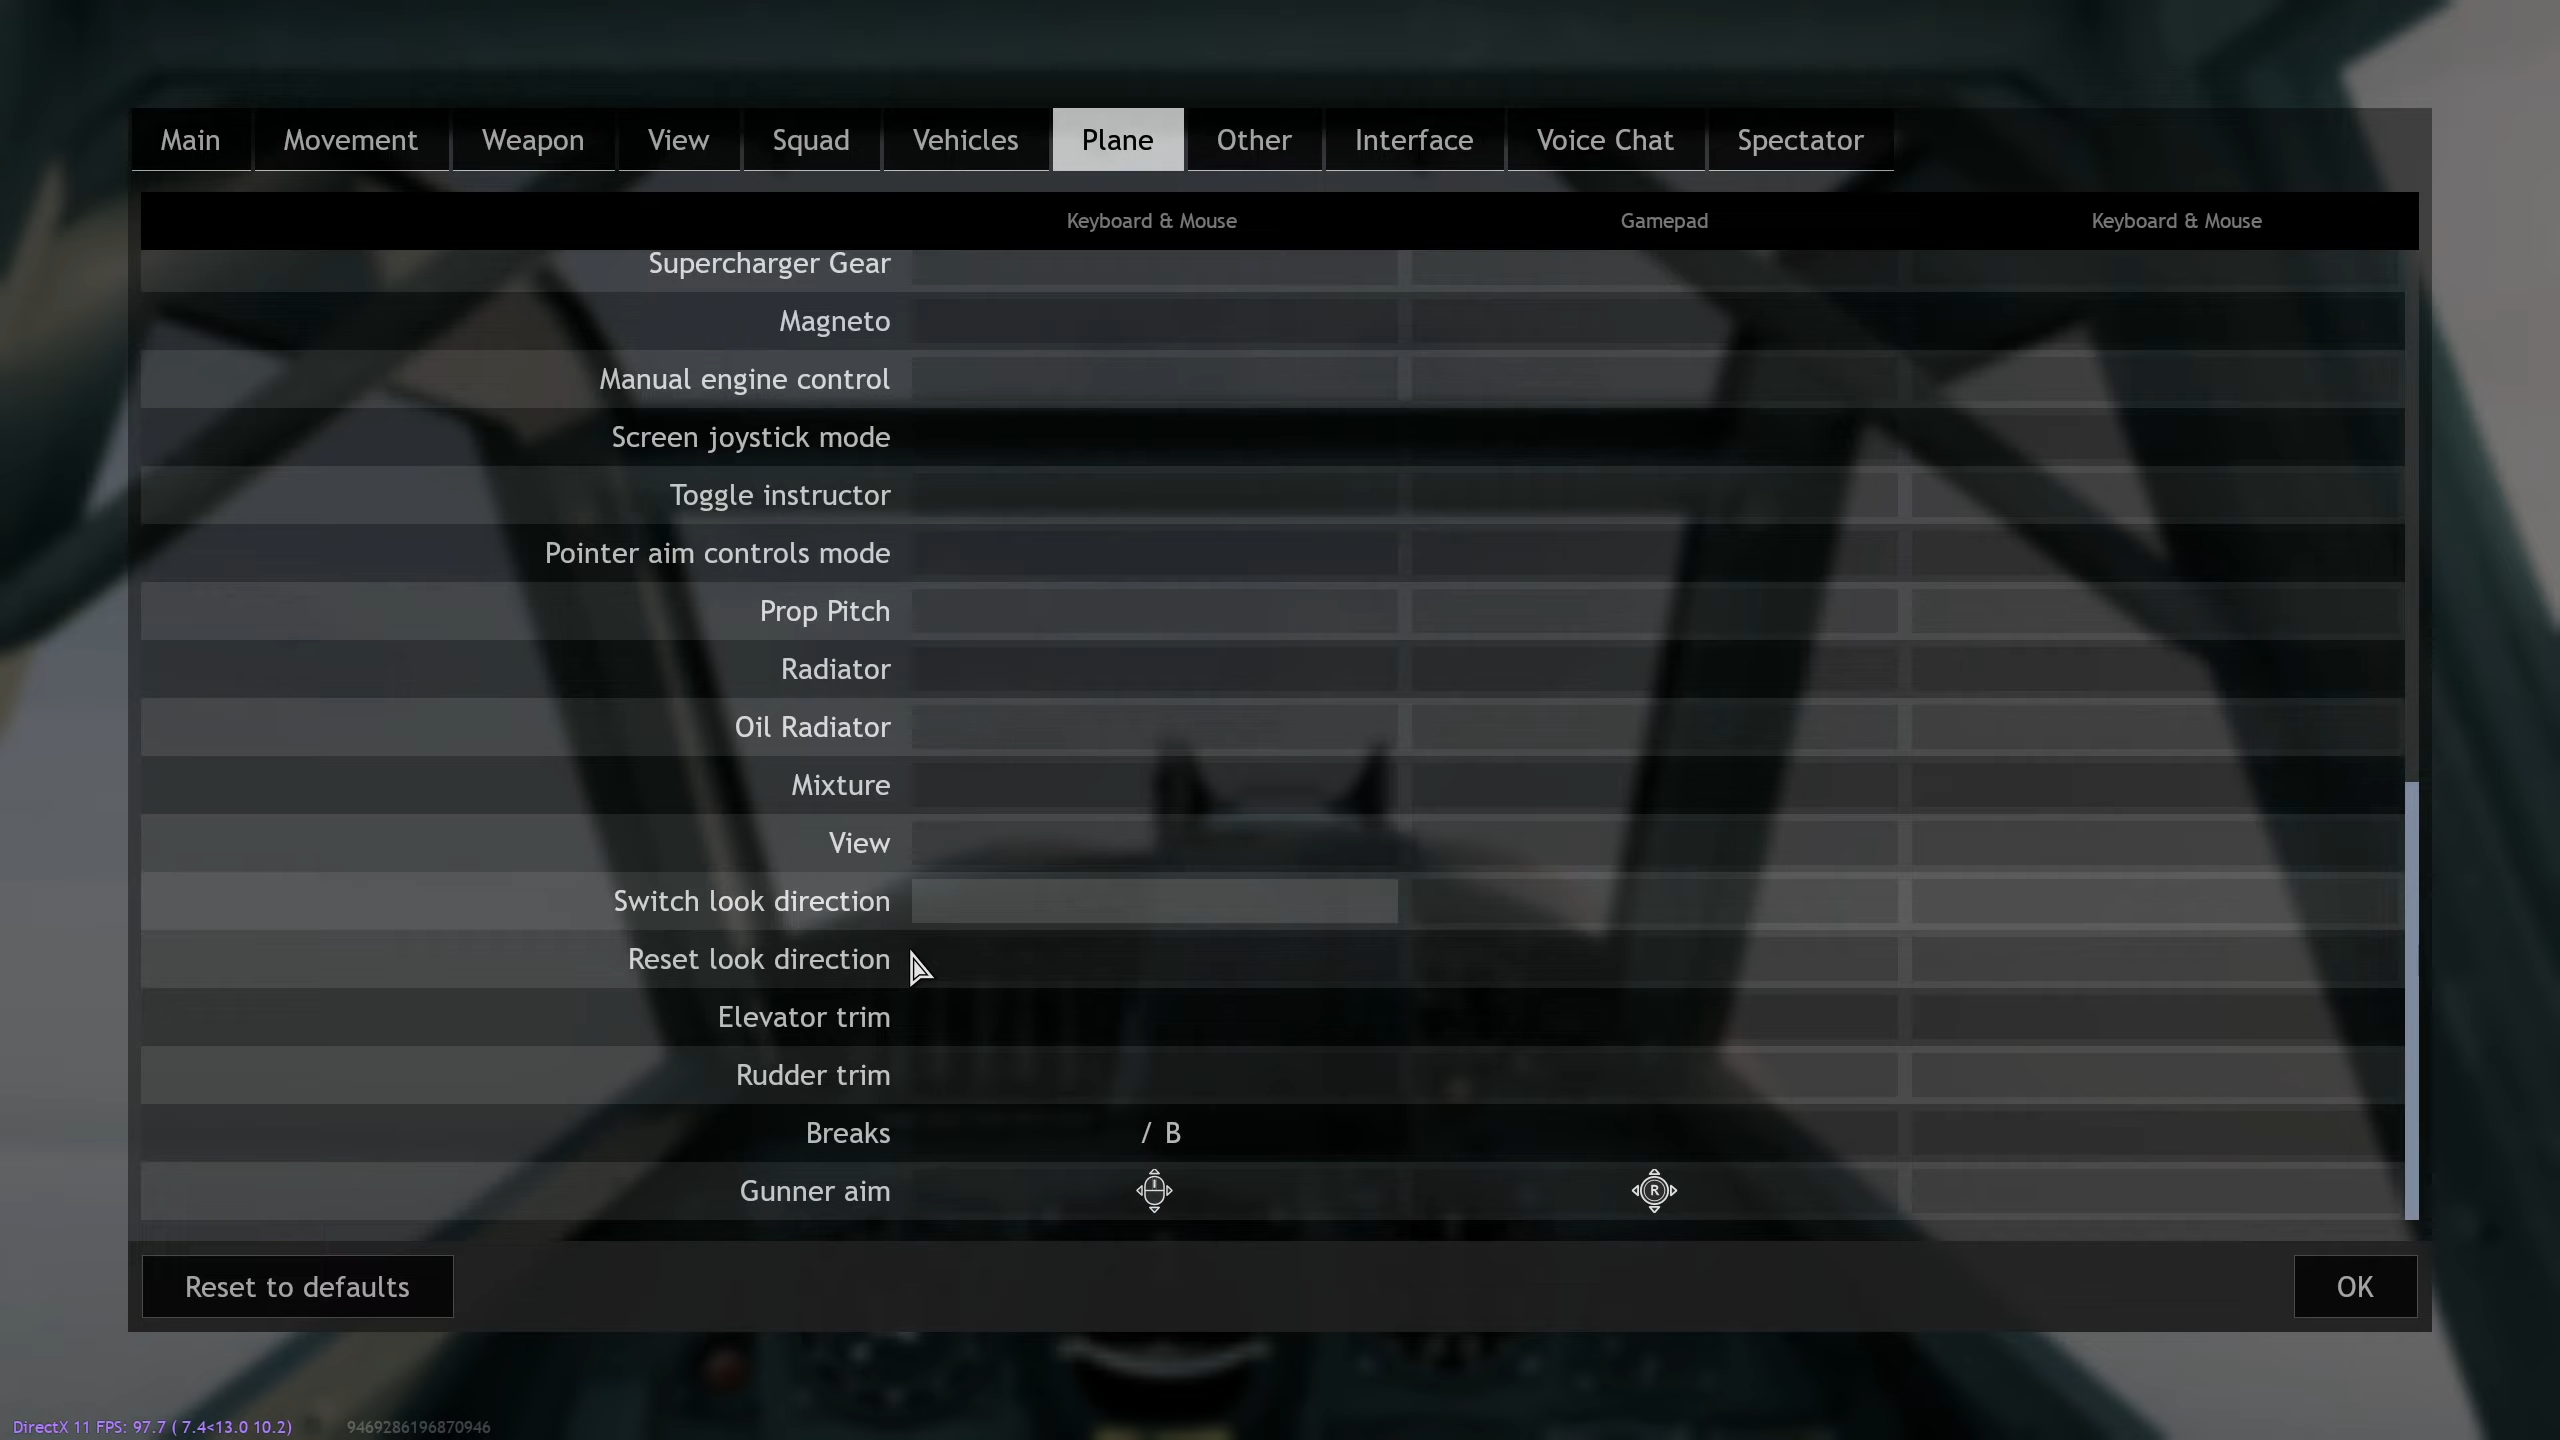 Main Movement Weapon View Squad Vehicles Plane Other Interface Voice Chat Spectator
Keyboard & Mouse Gamepad Keyboard & Mouse
Supercharger Gear
Magneto
Manual engine control
Screen joystick mode
Toggle instructor
Pointer aim controls mode
Prop Pitch
Radiator
Oil Radiator
Mixture
View
Switch look direction
Reset look direction
Elevator trim
Rudder trim
Breaks / B
Gunner aim R
Reset to defaults OK
DirectX 11 FPS: 97.7 ( 7.4<13.0 10.2) 9469286196870946